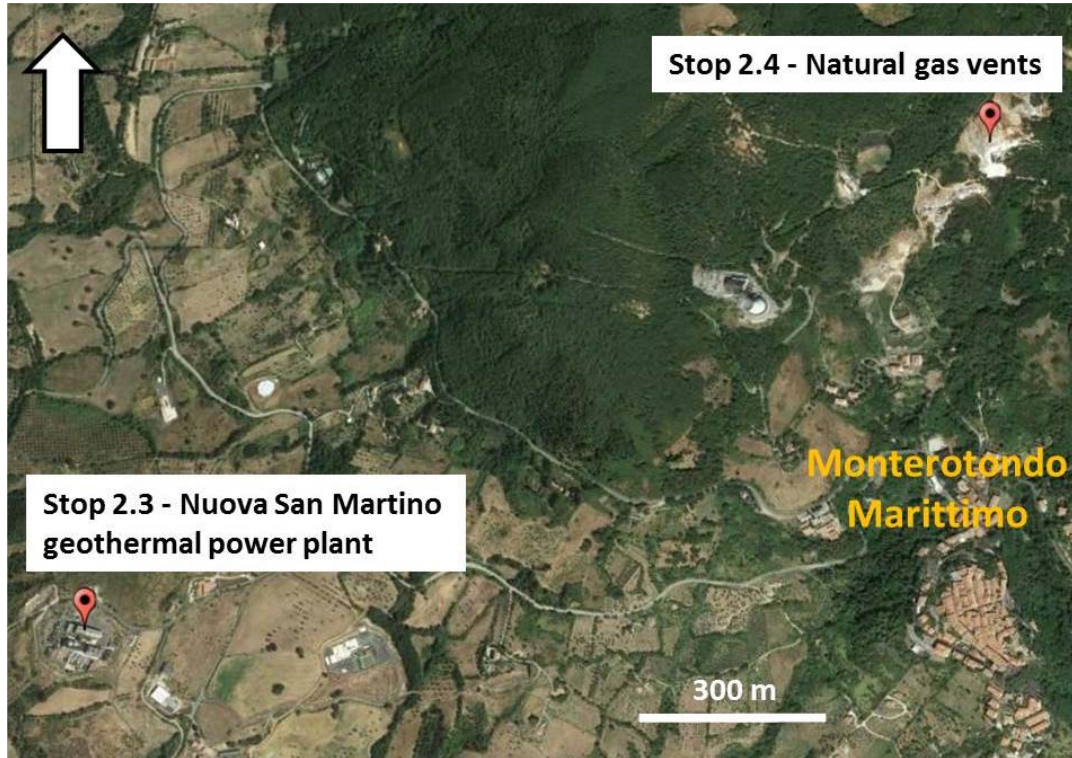 Stop 2.4 - Natural gas vents
Monterotondo
Marittimo
Stop 2.3 - Nuova San Martino
geothermal power plant
300 m